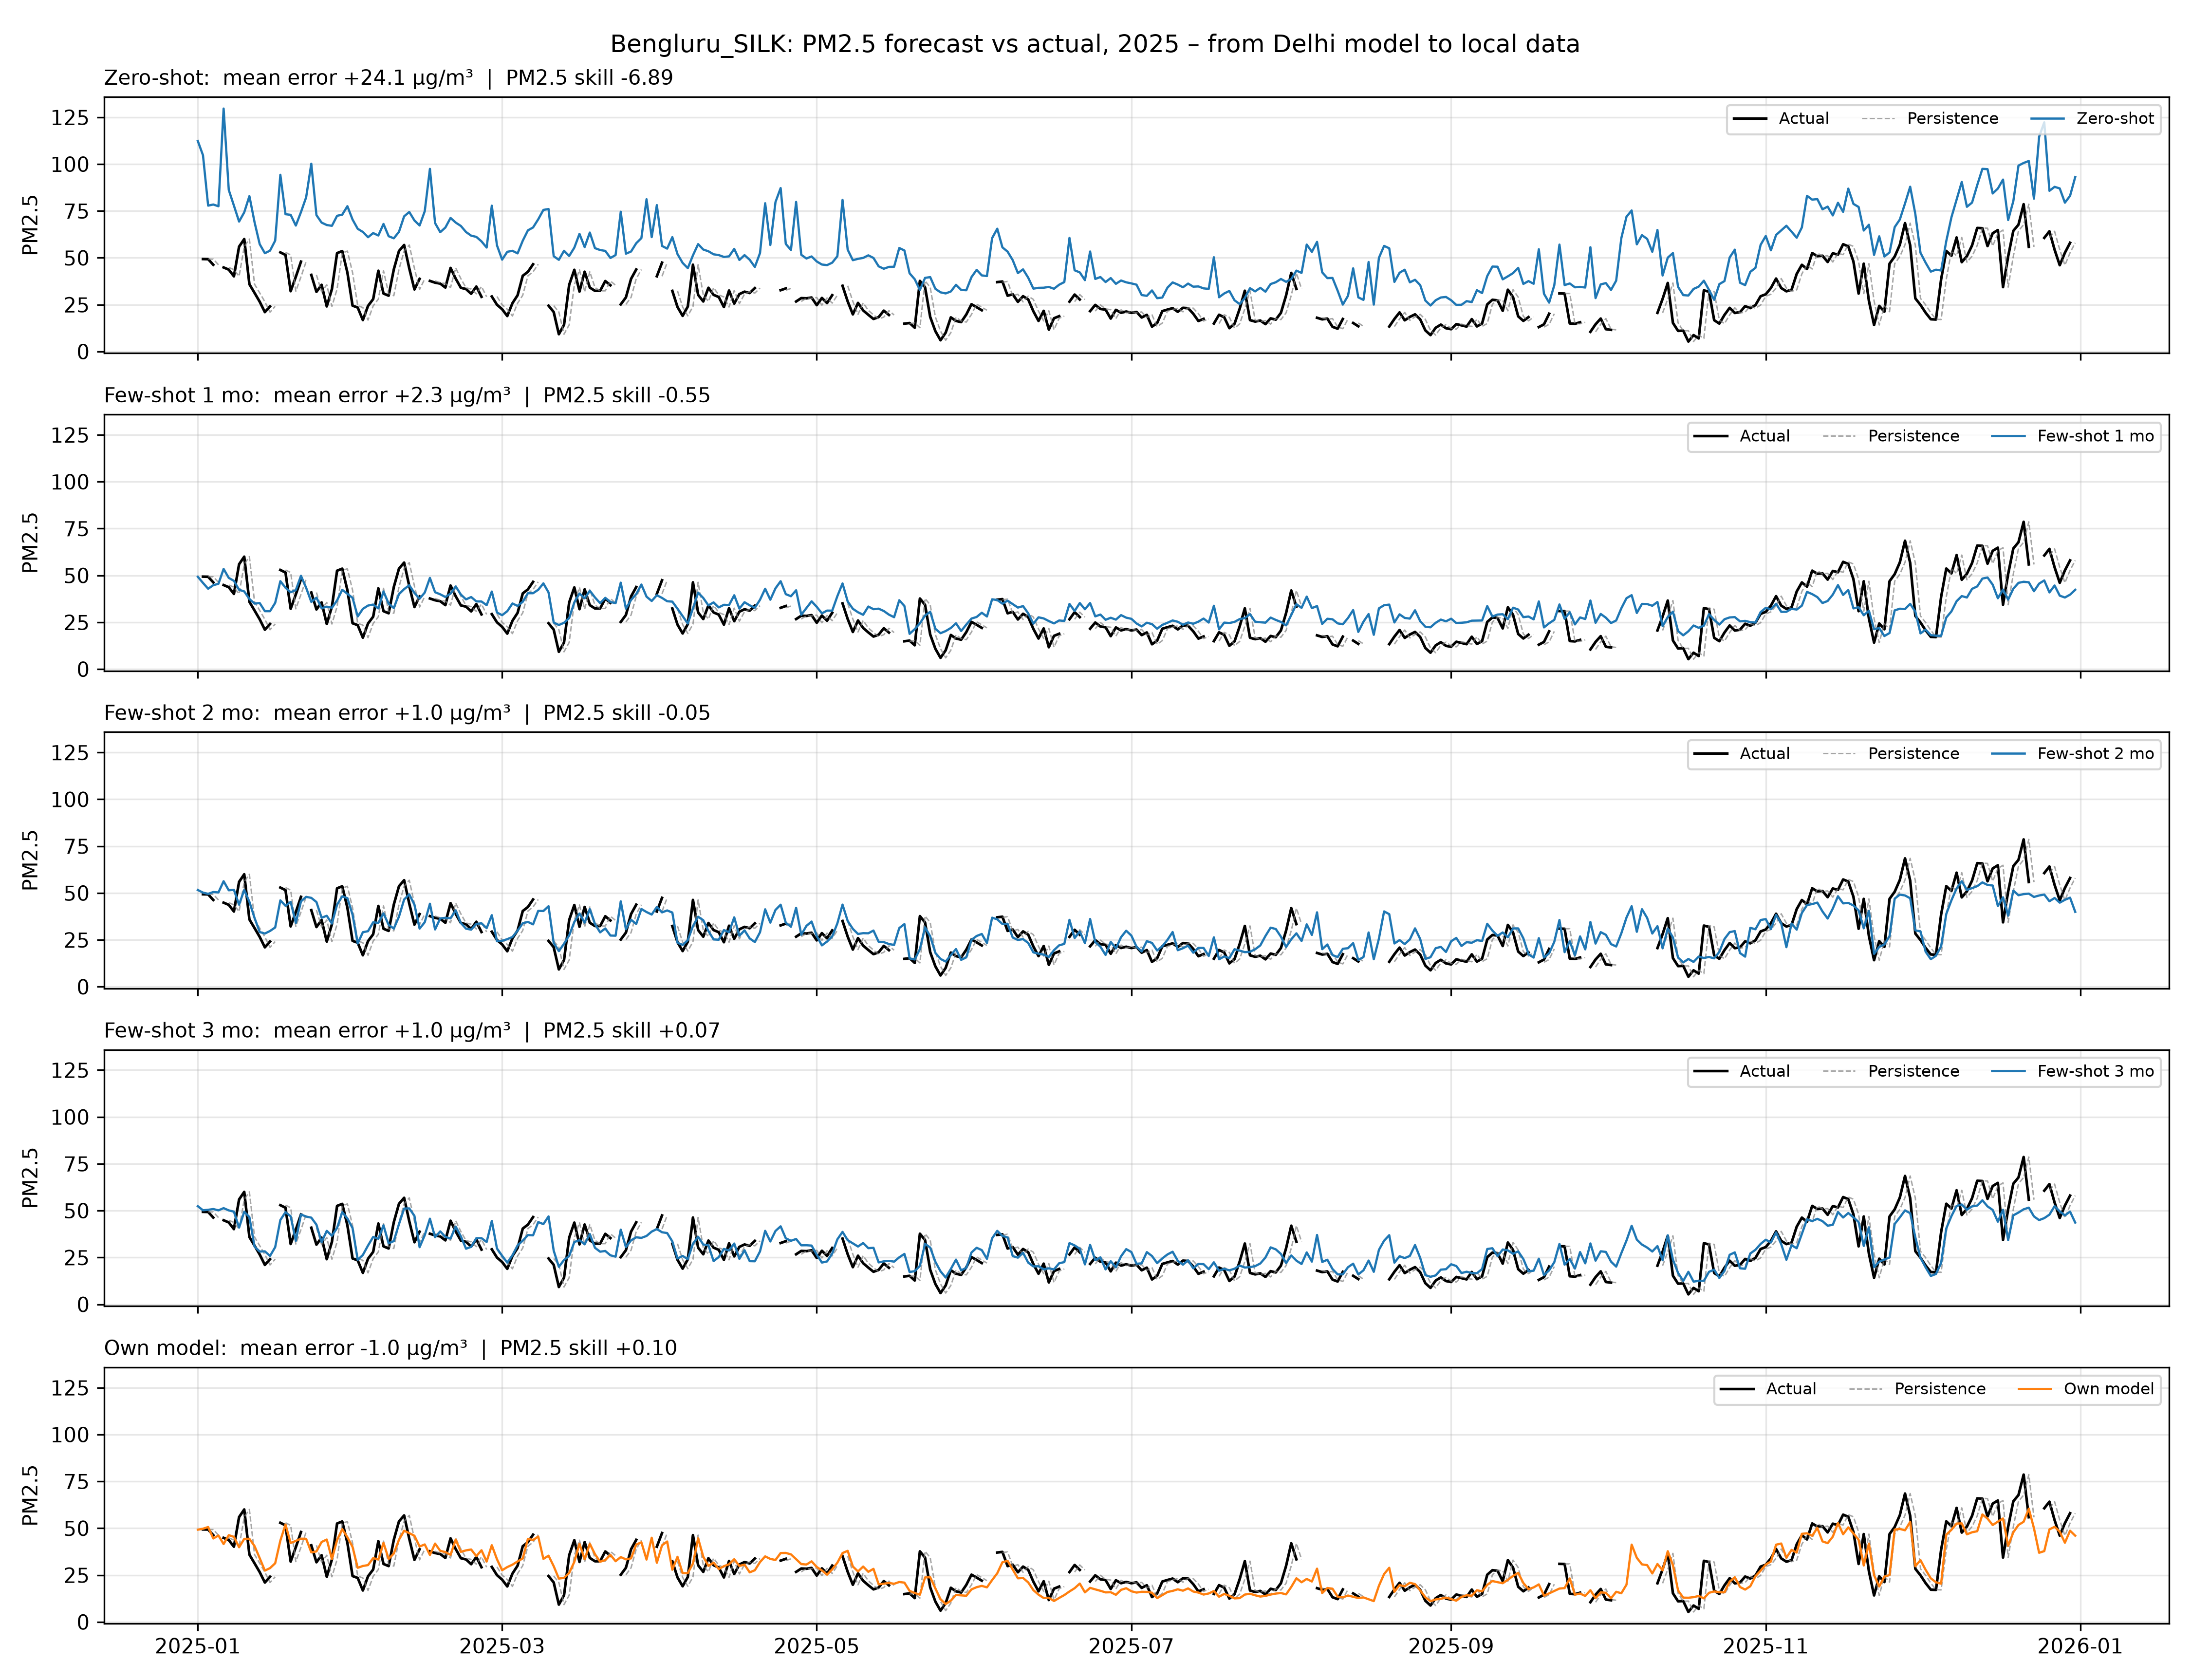 Bengluru_SILK: PM2.5 forecast vs actual, 2025 – from Delhi model to local data
Zero-shot:  mean error +24.1 µg/m³  |  PM2.5 skill -6.89
Actual Persistence Zero-shot
PM2.5
125
100
75
50
25
0
Few-shot 1 mo:  mean error +2.3 µg/m³  |  PM2.5 skill -0.55
Actual Persistence Few-shot 1 mo
PM2.5
125
100
75
50
25
0
Few-shot 2 mo:  mean error +1.0 µg/m³  |  PM2.5 skill -0.05
Actual Persistence Few-shot 2 mo
PM2.5
125
100
75
50
25
0
Few-shot 3 mo:  mean error +1.0 µg/m³  |  PM2.5 skill +0.07
Actual Persistence Few-shot 3 mo
PM2.5
125
100
75
50
25
0
Own model:  mean error -1.0 µg/m³  |  PM2.5 skill +0.10
Actual Persistence Own model
PM2.5
125
100
75
50
25
0
2025-01 2025-03 2025-05 2025-07 2025-09 2025-11 2026-01